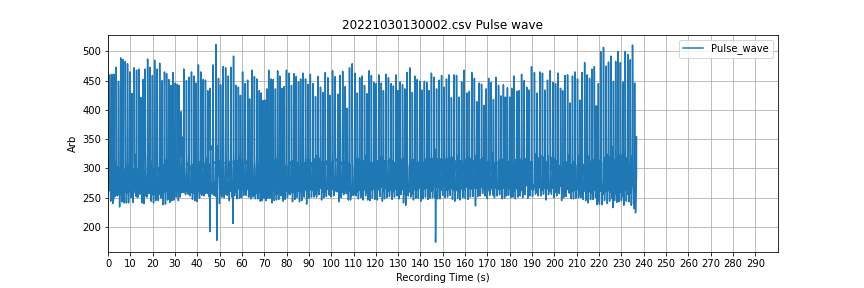 20221030130002.csv Pulse wave
Pulse_wave
500
450
400
350
300
250
200
Arb
0 10 20 30 40 50 60 70 80 90 100 110 120 130 140 150 160 170 180 190 200 210 220 230 240 250 260 270 280 290
Recording Time (s)